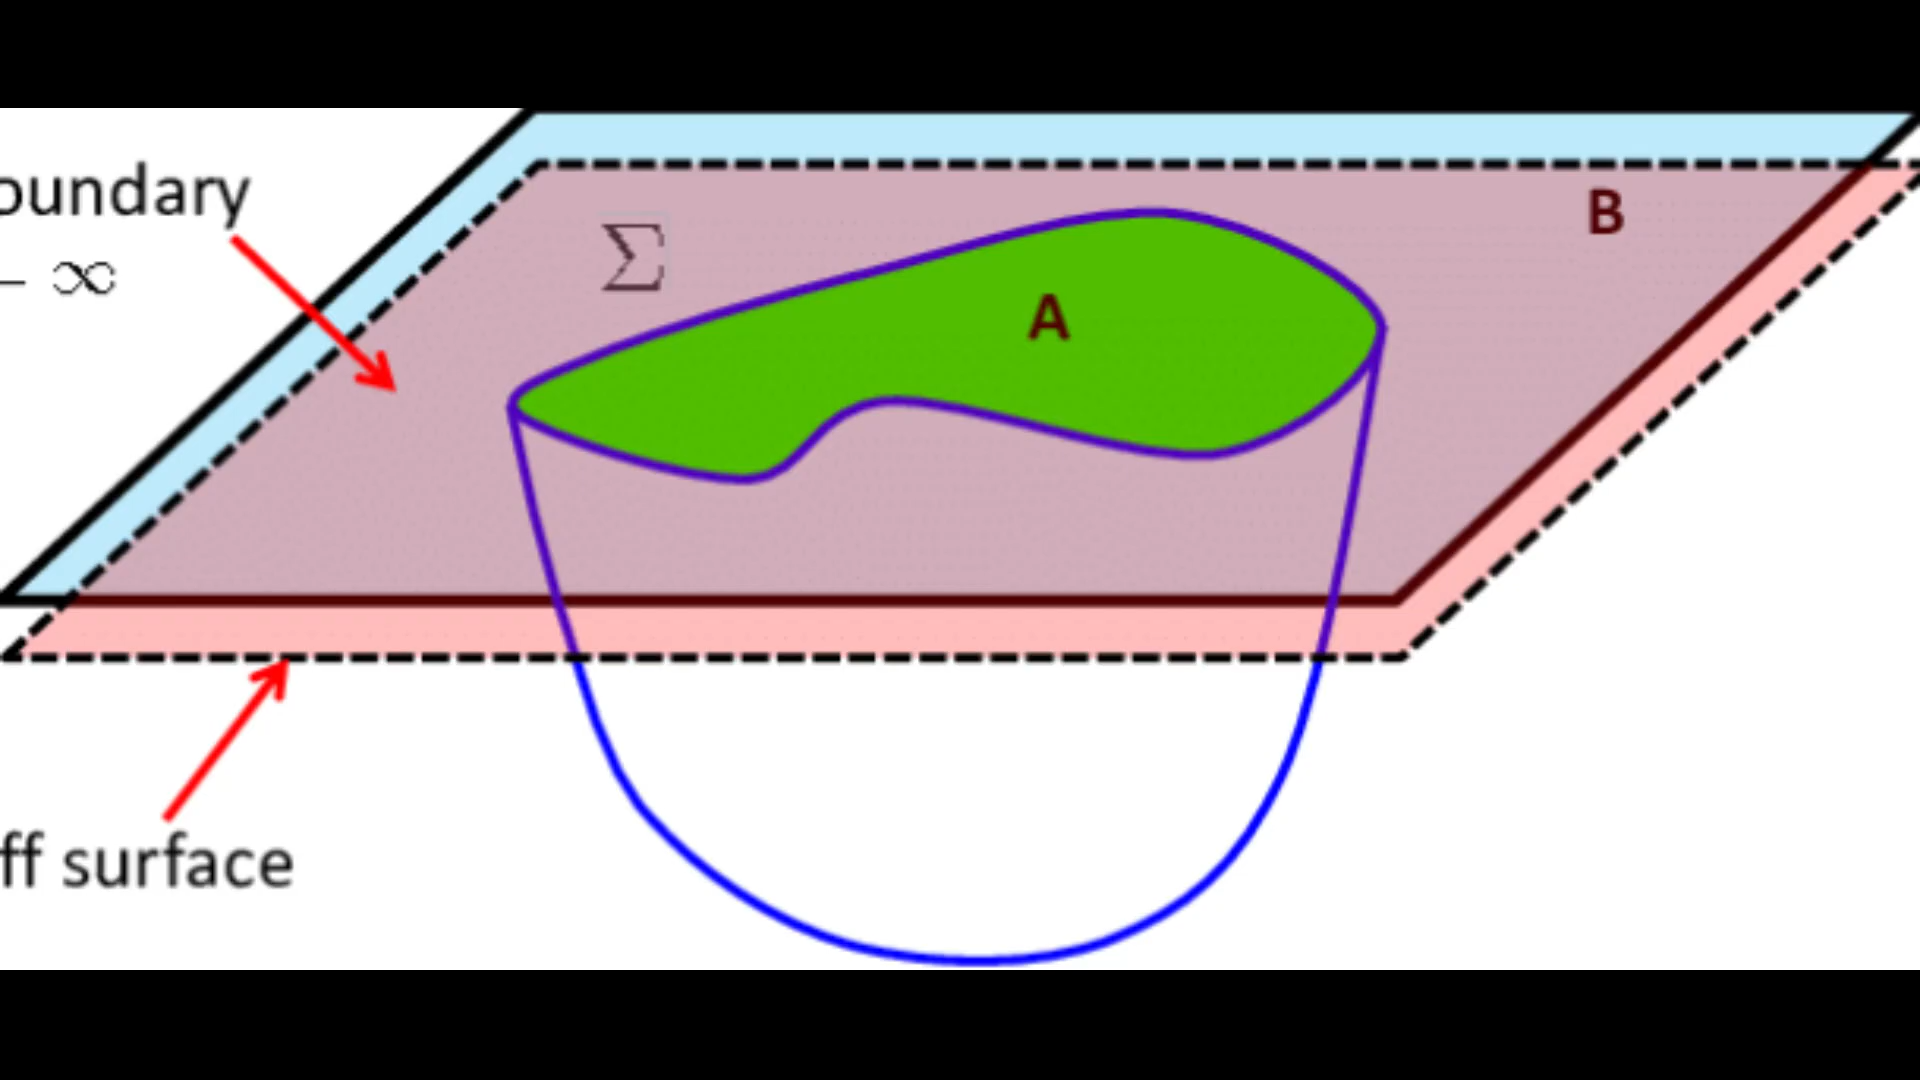 oundary
– ∞
Σ
B
A
ff surface